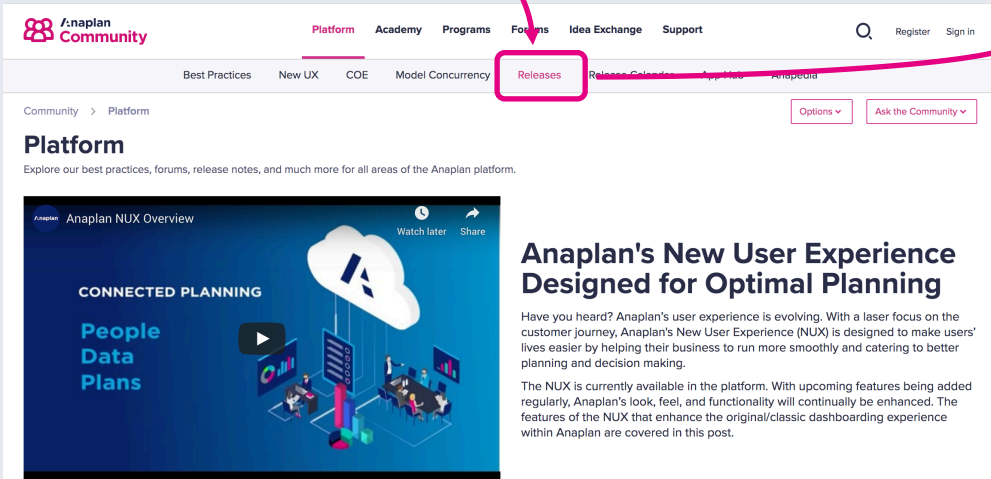 Anaplan
Community
Platform Academy Programs Forums Idea Exchange Support
Register Sign in
Best Practices New UX COE Model Concurrency Releases Release Calendar App Hub Anapedia
Community > Platform
Options
Ask the Community
Platform
Explore our best practices, forums, release notes, and much more for all areas of the Anaplan platform.
Anaplan Anaplan NUX Overview
Watch later Share
CONNECTED PLANNING
People
Data
Plans
Anaplan's New User Experience
Designed for Optimal Planning
Have you heard? Anaplan's user experience is evolving. With a laser focus on the
customer journey, Anaplan's New User Experience (NUX) is designed to make users'
lives easier by helping their business to run more smoothly and catering to better
planning and decision making.
The NUX is currently available in the platform. With upcoming features being added
regularly, Anaplan's look, feel, and functionality will continually be enhanced. The
features of the NUX that enhance the original/classic dashboarding experience
within Anaplan are covered in this post.